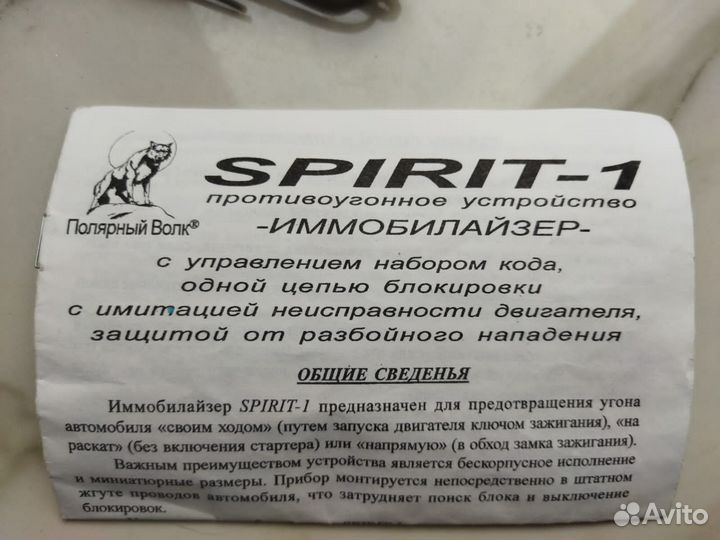 SPIRIT-1
противоугонное устройство
-ИММОБИЛАЙЗЕР-
Полярный Волк®
с управлением набором кода,
одной цепью блокировки
с имитацией неисправности двигателя,
защитой от разбойного нападения
ОБЩИЕ СВЕДЕНЬЯ
Иммобилайзер SPIRIT-1 предназначен для предотвращения угона
автомобиля «своим ходом» (путем запуска двигателя ключом зажигания), «на
раскат» (без включения стартера) или «напрямую» (в обход замка зажигания).
Важным преимуществом устройства является бескорпусное исполнение
и миниатюрные размеры. Прибор монтируется непосредственно в штатном
жгуте проводов автомобиля, что затрудняет поиск блока и выключение
блокировок.
Avito